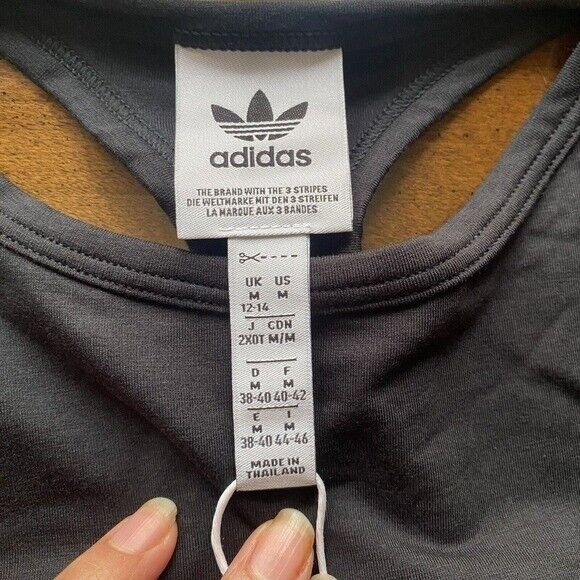 adidas
THE BRAND WITH THE 3 STRIPES
DIE WELTMARKE MIT DEN 3 STREIFEN
LA MARQUE AUX 3 BANDES
UK US
M M
12-14
J CDN
2XOT M/M
D F
M M
38-40 40-42
E I
M M
38-40 44-46
MADE IN
THAILAND